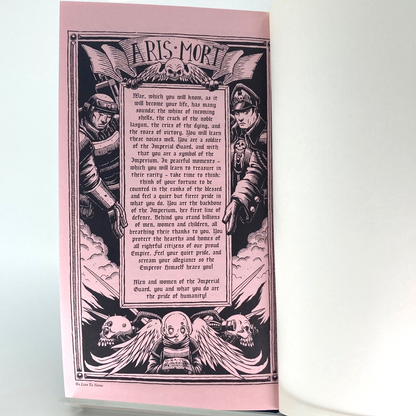 ARIS·MORT
War, which you will know, as it
will become your life, has many
sounds; the whine of incoming
shells, the crack of the noble
lasgun, the cries of the dying, and
the roars of victory. You will learn
these noises well. You are a soldier
of the Imperial Guard, and with
that you are a symbol of the
Imperium. In peaceful moments -
which you will learn to treasure in
their rarity - take time to think:
think of your fortune to be
counted in the ranks of the blessed
and feel a quiet but fierce pride in
what you do. You are the backbone
of the Imperium, her first line of
defence. Behind you stand billions
of men, women and children, all
breathing their thanks to you. You
protect the hearths and homes of
all rightful citizens of our proud
Empire. Feel your quiet pride, and
scream your allegiance so the
Emperor himself hears you!
Men and women of the Imperial
Guard, you and what you do are
the pride of humanity!